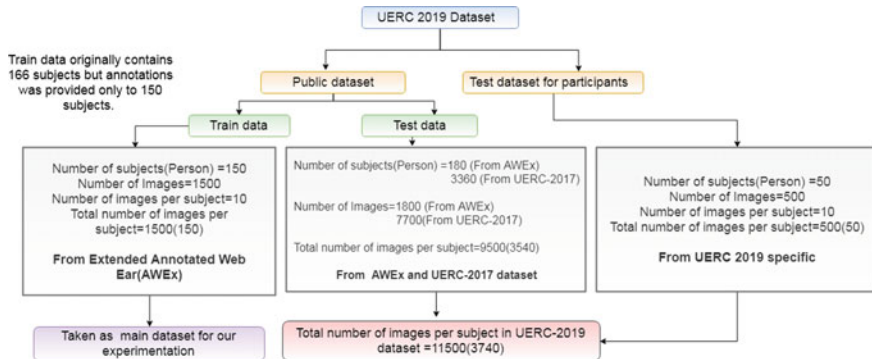 UERC 2019 Dataset
Train data originally contains
166 subjects but annotations
was provided only to 150
subjects.
Public dataset
Test dataset for participants
Train data
Test data
Number of subjects(Person) =150
Number of Images=1500
Number of images per subject=10
Total number of images per
subject=1500(150)
From Extended Annotated Web
Ear(AWEx)
Number of subjects(Person) =180 (From AWEx)
3360 (From UERC-2017)
Number of Images=1800 (From AWEx)
7700(From UERC-2017)
Total number of images per subject=9500(3540)
From AWEx and UERC-2017 dataset
Number of subjects(Person) =50
Number of Images=500
Number of images per subject=10
Total number of images per subject=500(50)
From UERC 2019 specific
Taken as main dataset for our
experimentation
Total number of images per subject in UERC-2019
dataset =11500(3740)